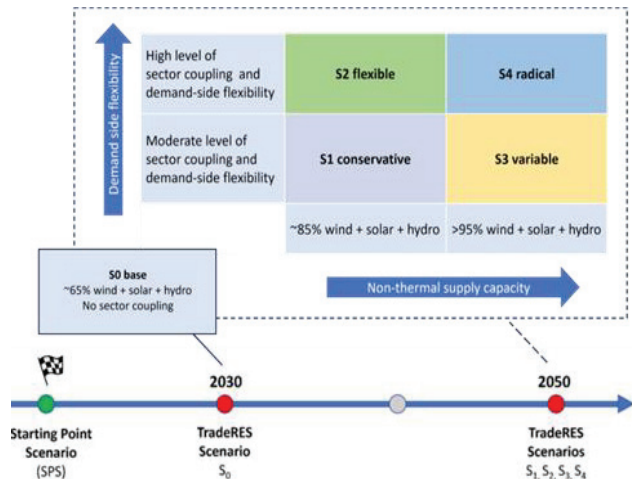 Demand side flexibility
High level of
sector coupling and
demand-side flexibility
S2 flexible
S4 radical
Moderate level of
sector coupling and
demand-side flexibility
S1 conservative
S3 variable
~85% wind + solar + hydro
>95% wind + solar + hydro
Non-thermal supply capacity
S0 base
~65% wind + solar + hydro
No sector coupling
2030
2050
Starting Point
Scenario
(SPS)
TradeRES
Scenario
S₀
TradeRES
Scenarios
S₁, S₂, S₃, S₄